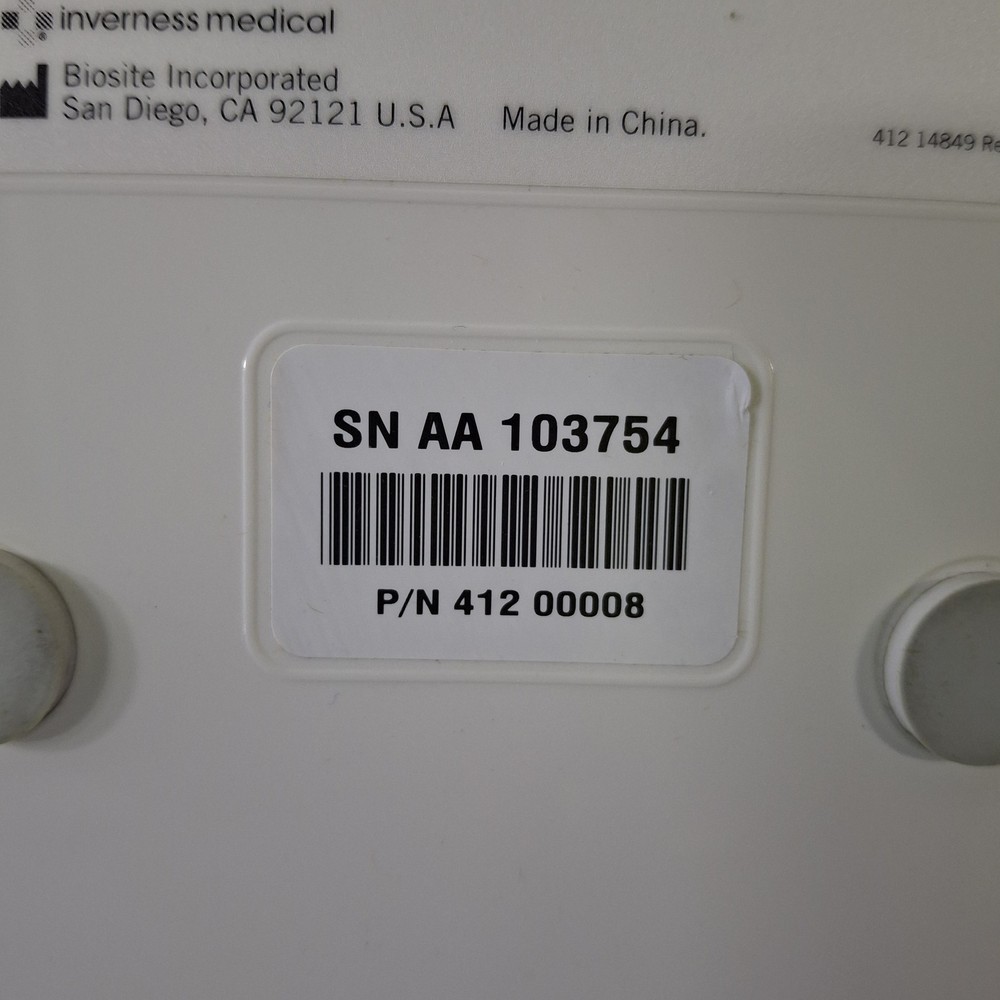 inverness medical
Biosite Incorporated
San Diego, CA 92121 U.S.A
Made in China.
412 14849
SN AA 103754
P/N 412 00008